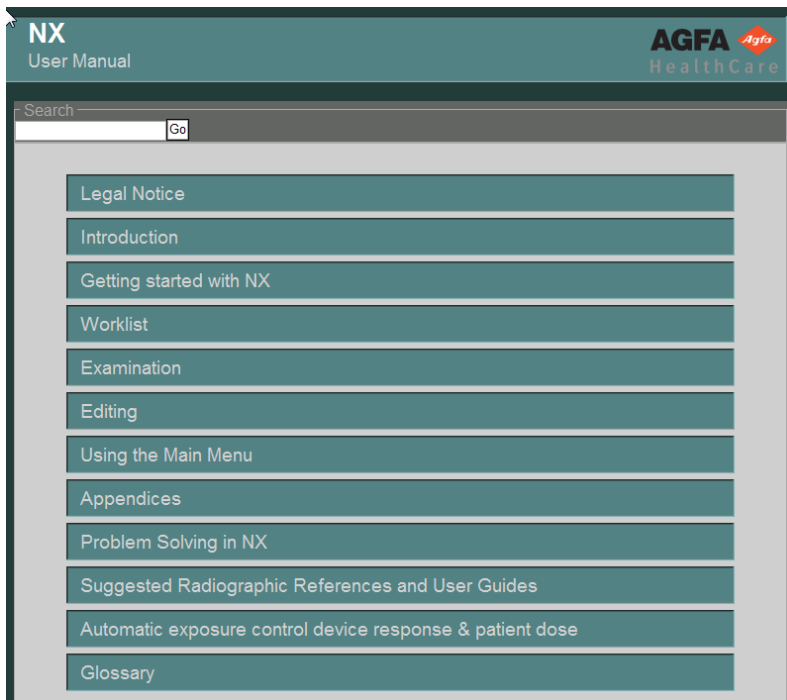 NX
User Manual
AGFA Agfa
HealthCare
Search
Go
Legal Notice
Introduction
Getting started with NX
Worklist
Examination
Editing
Using the Main Menu
Appendices
Problem Solving in NX
Suggested Radiographic References and User Guides
Automatic exposure control device response & patient dose
Glossary